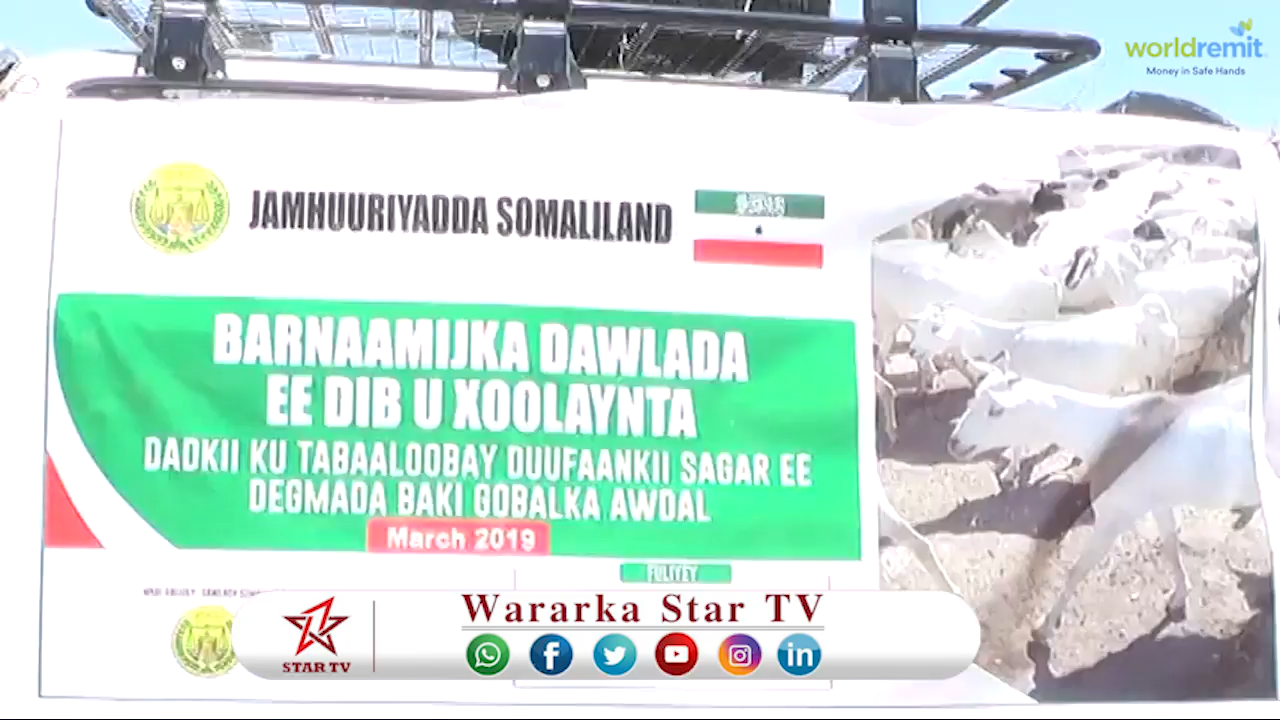 worldremit
Money in Safe Hands
JAMHUURIYADDA SOMALILAND
BARNAAMIJKA DAWLADA
EE DIB U XOOLAYNTA
DADKII KU TABAALOOBAY DUUFAANKII SAGAR EE
DEGMADA BAKI GOBALKA AWDAL
March 2019
FULIYEY
Wararka Star TV
STAR TV